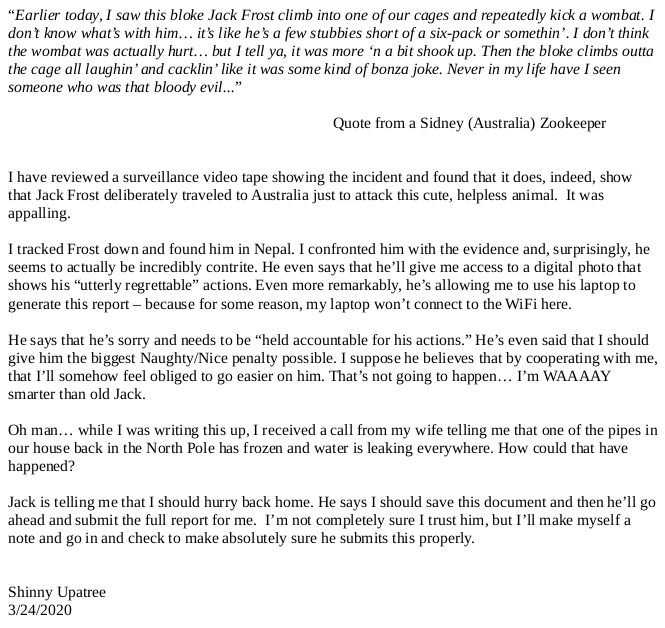 “Earlier today, I saw this bloke Jack Frost climb into one of our cages and repeatedly kick a wombat. I
don’t know what’s with him… it’s like he’s a few stubbies short of a six-pack or somethin’. I don’t think
the wombat was actually hurt… but I tell ya, it was more ‘n a bit shook up. Then the bloke climbs outta
the cage all laughin’ and cacklin’ like it was some kind of bonza joke. Never in my life have I seen
someone who was that bloody evil...”
Quote from a Sidney (Australia) Zookeeper
I have reviewed a surveillance video tape showing the incident and found that it does, indeed, show
that Jack Frost deliberately traveled to Australia just to attack this cute, helpless animal. It was
appalling.
I tracked Frost down and found him in Nepal. I confronted him with the evidence and, surprisingly, he
seems to actually be incredibly contrite. He even says that he’ll give me access to a digital photo that
shows his “utterly regrettable” actions. Even more remarkably, he’s allowing me to use his laptop to
generate this report – because for some reason, my laptop won’t connect to the WiFi here.
He says that he’s sorry and needs to be “held accountable for his actions.” He’s even said that I should
give him the biggest Naughty/Nice penalty possible. I suppose he believes that by cooperating with me,
that I’ll somehow feel obliged to go easier on him. That’s not going to happen… I’m WAAAAY
smarter than old Jack.
Oh man… while I was writing this up, I received a call from my wife telling me that one of the pipes in
our house back in the North Pole has frozen and water is leaking everywhere. How could that have
happened?
Jack is telling me that I should hurry back home. He says I should save this document and then he’ll go
ahead and submit the full report for me. I’m not completely sure I trust him, but I’ll make myself a
note and go in and check to make absolutely sure he submits this properly.
Shinny Upatree
3/24/2020